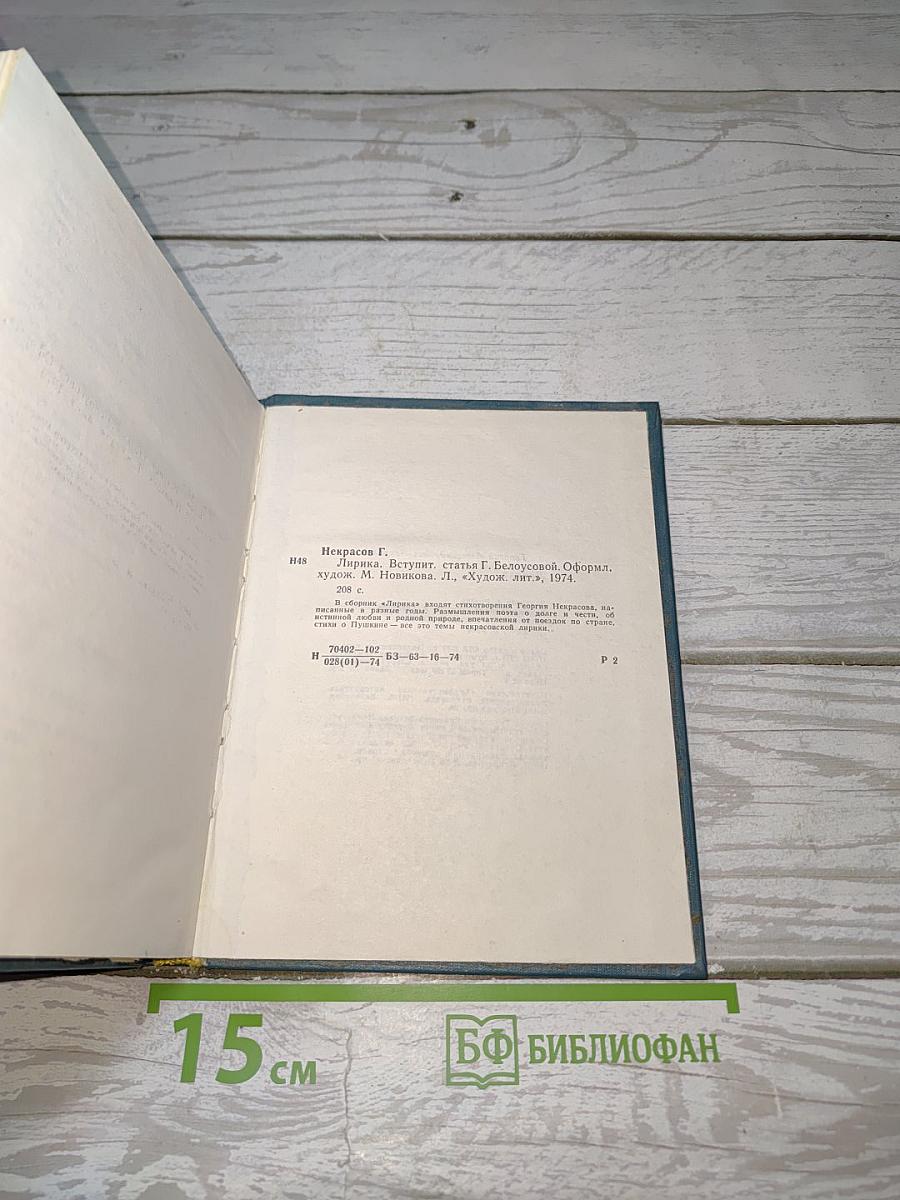 Некрасов Г.
Н48
Лирика. Вступит. статья Г. Белоусовой. Оформл.
худож. М. Новикова. Л., «Худож. лит.», 1974.
208 с.
В сборник «Лирика» входят стихотворения Георгия Некрасова, на-
писанные в разные годы. Размышления поэта о долге и чести, об
истинной любви и родной природе, впечатления от поездок по стране,
стихи о Пушкине — все это темы некрасовской лирики.
Н 70402—102 БЗ—63—16—74 Р 2
028(01)—74
15 см
БФ БИБЛИОФАН